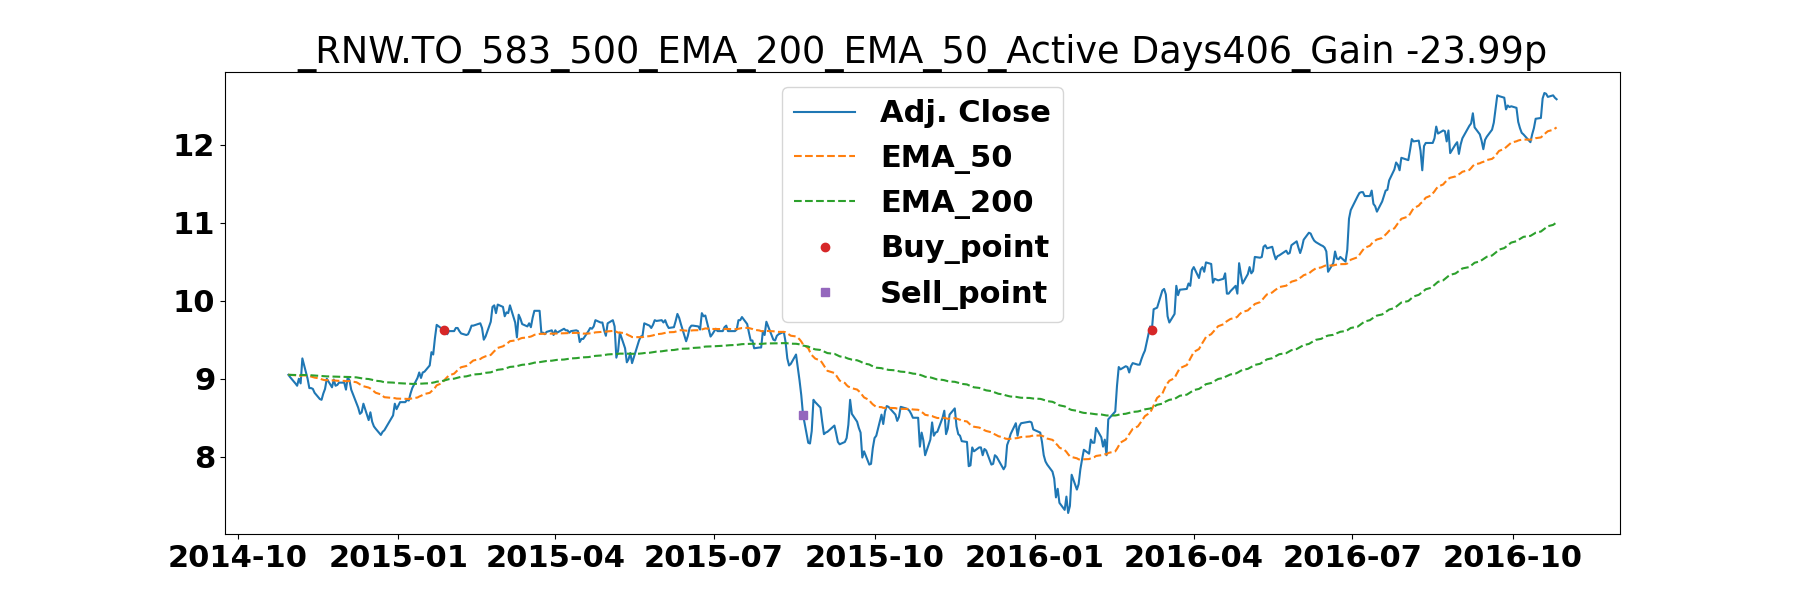 _RNW.TO_583_500_EMA_200_EMA_50_Active Days406_Gain -23.99p
Adj. Close
EMA_50
EMA_200
Buy_point
Sell_point
12
11
10
9
8
2014-10 2015-01 2015-04 2015-07 2015-10 2016-01 2016-04 2016-07 2016-10